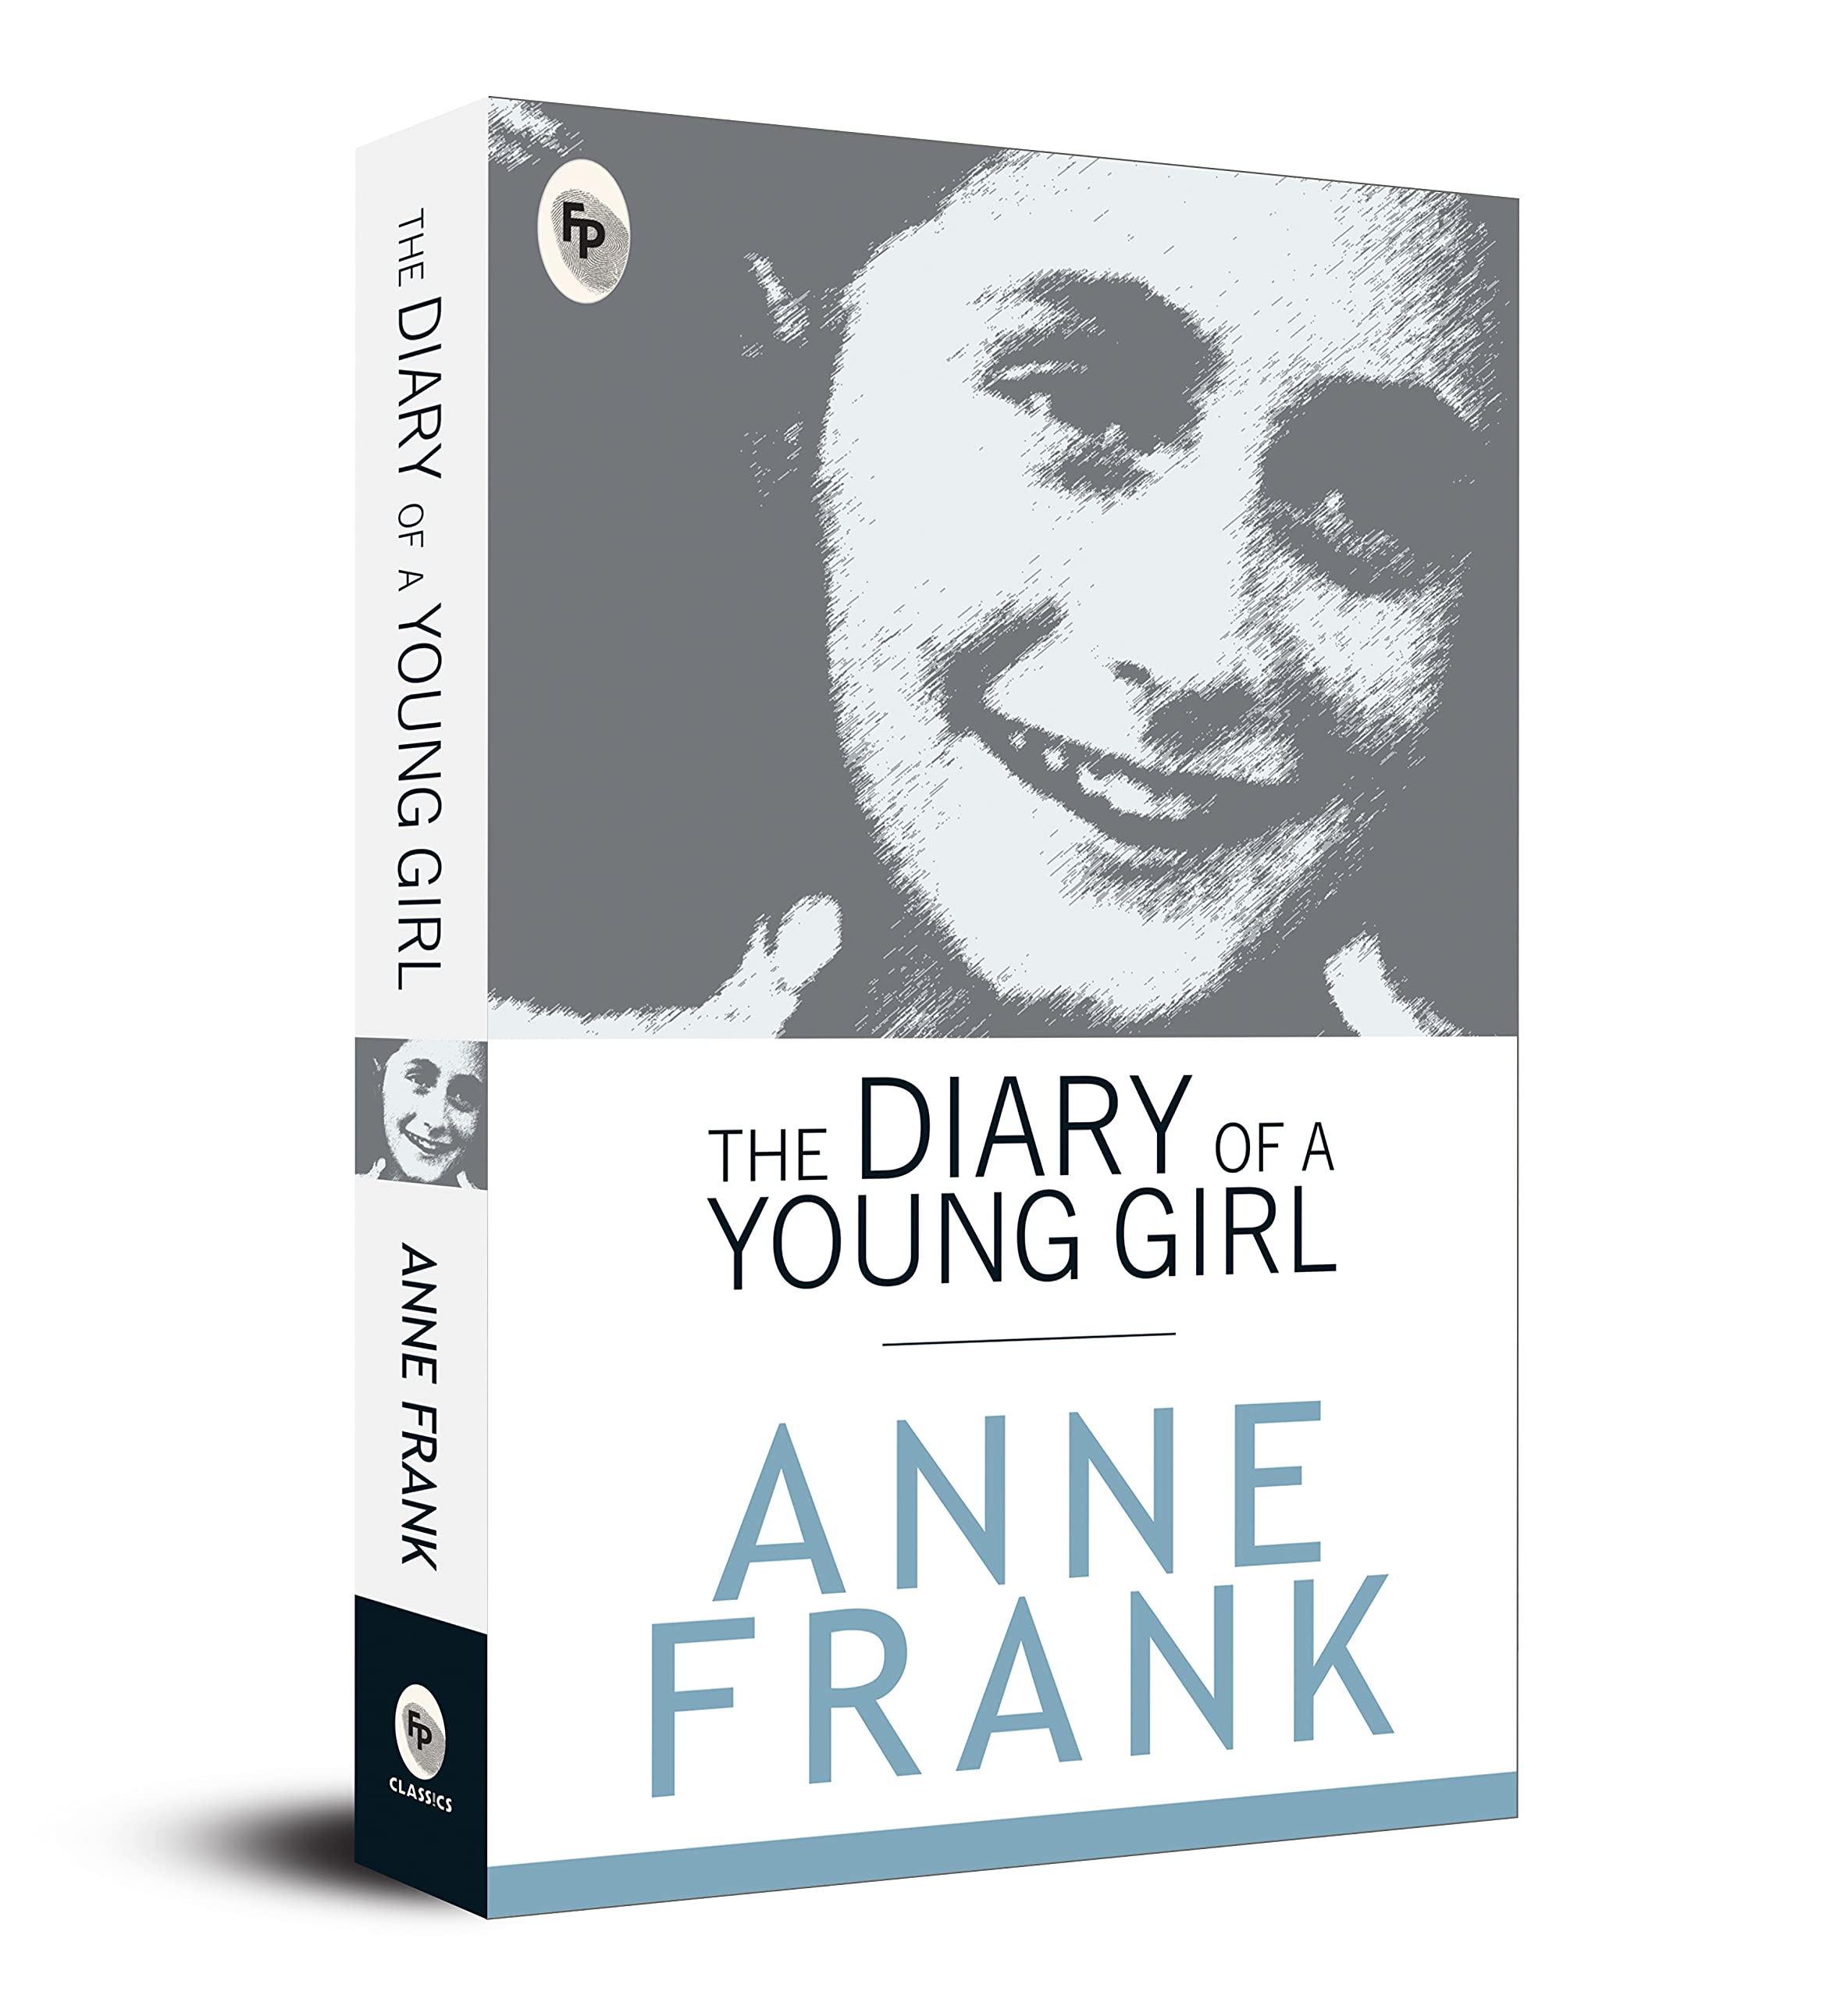 THE DIARY OF A YOUNG GIRL
ANNE FRANK
FP
CLASSICS
FP
THE DIARY OF A
YOUNG GIRL
ANNE
FRANK